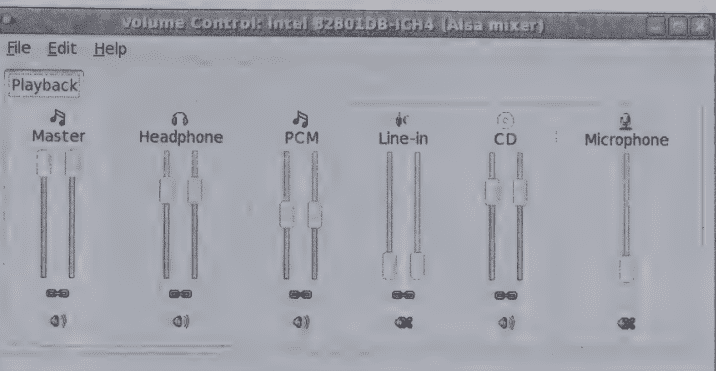 Volume Control: Intel 82801DB-ICH4 (Alsa mixer)
File Edit Help
Playback
Master Headphone PCM Line-in CD Microphone